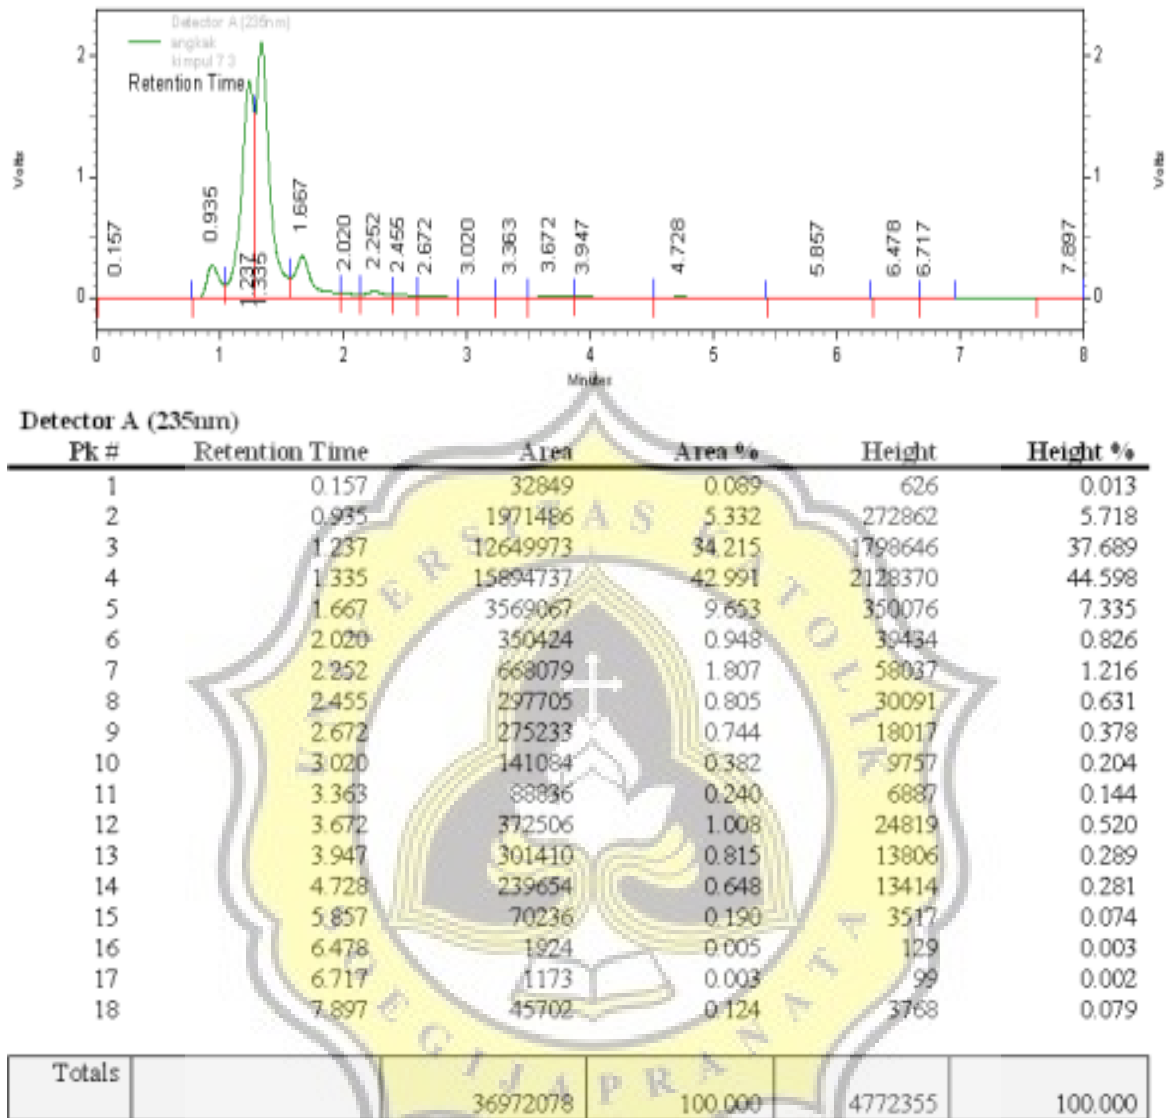 Detector A (235nm)
angkak
kimpul 7 3
Retention Time
Volts
Volts
2
1
0
2
1
0
0.157
0.935
1.237
1.335
1.667
2.020
2.252
2.455
2.672
3.020
3.363
3.672
3.947
4.728
5.857
6.478
6.717
7.897
0 1 2 3 4 5 6 7 8
Minutes
Detector A (235nm)
Pk # Retention Time Area Area % Height Height %
1 0.157 32849 0.089 626 0.013
2 0.935 1971486 5.332 272862 5.718
3 1.237 12649973 34.215 1798646 37.689
4 1.335 15894737 42.991 2128370 44.598
5 1.667 3569067 9.653 350076 7.335
6 2.020 350424 0.948 39434 0.826
7 2.252 668079 1.807 58037 1.216
8 2.455 297705 0.805 30091 0.631
9 2.672 275233 0.744 18017 0.378
10 3.020 141084 0.382 9757 0.204
11 3.363 88836 0.240 6887 0.144
12 3.672 372506 1.008 24819 0.520
13 3.947 301410 0.815 13806 0.289
14 4.728 239654 0.648 13414 0.281
15 5.857 70236 0.190 3517 0.074
16 6.478 1924 0.005 129 0.003
17 6.717 1173 0.003 99 0.002
18 7.897 45702 0.124 3768 0.079
Totals
36972078 100.000 4772355 100.000
UNIVERSITAS KATOLIK
SOEGIJAPRANATA